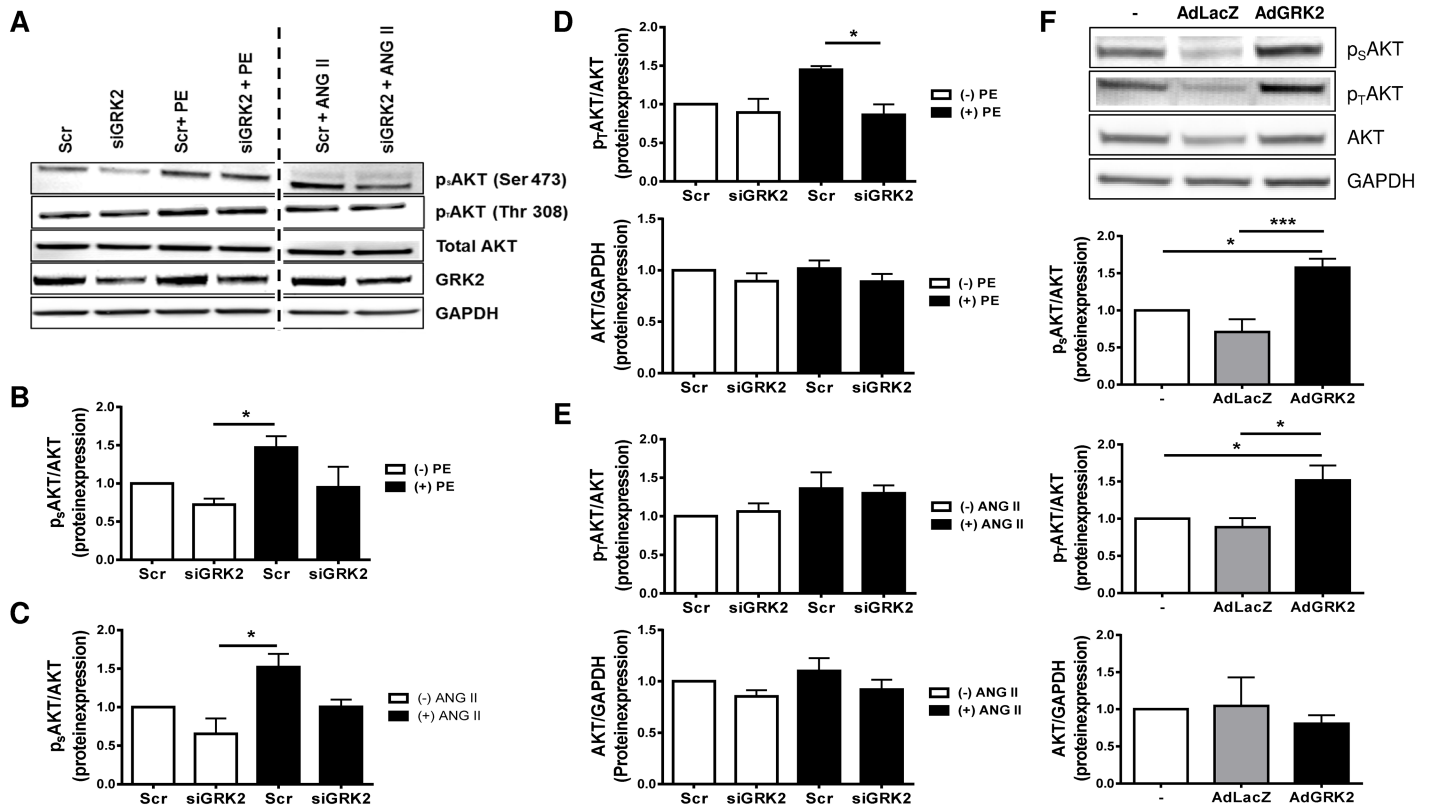 A
Scr
siGRK2
Scr+ PE
siGRK2 + PE
Scr + ANG II
siGRK2 + ANG II
psAKT (Ser 473)
pTAKT (Thr 308)
Total AKT
GRK2
GAPDH
B
pSAKT/AKT
(proteinexpression)
2.0
1.5
1.0
0.5
0.0
*
Scr siGRK2 Scr siGRK2
(-) PE
(+) PE
C
pSAKT/AKT
(proteinexpression)
2.0
1.5
1.0
0.5
0.0
*
Scr siGRK2 Scr siGRK2
(-) ANG II
(+) ANG II
D
pTAKT/AKT
(proteinexpression)
2.0
1.5
1.0
0.5
0.0
*
Scr siGRK2 Scr siGRK2
(-) PE
(+) PE
AKT/GAPDH
(proteinexpression)
1.5
1.0
0.5
0.0
Scr siGRK2 Scr siGRK2
(-) PE
(+) PE
E
pTAKT/AKT
(proteinexpression)
2.0
1.5
1.0
0.5
0.0
Scr siGRK2 Scr siGRK2
(-) ANG II
(+) ANG II
AKT/GAPDH
(Proteinexpression)
1.5
1.0
0.5
0.0
Scr siGRK2 Scr siGRK2
(-) ANG II
(+) ANG II
F
- AdLacZ AdGRK2
pSAKT
pTAKT
AKT
GAPDH
pSAKT/AKT
(proteinexpression)
2.0
1.5
1.0
0.5
0.0
***
*
- AdLacZ AdGRK2
pTAKT/AKT
(proteinexpression)
2.0
1.5
1.0
0.5
0.0
*
*
- AdLacZ AdGRK2
AKT/GAPDH
(proteinexpression)
2.0
1.5
1.0
0.5
0.0
- AdLacZ AdGRK2